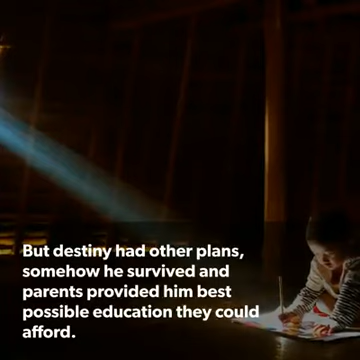 But destiny had other plans,
somehow he survived and
parents provided him best
possible education they could
afford.